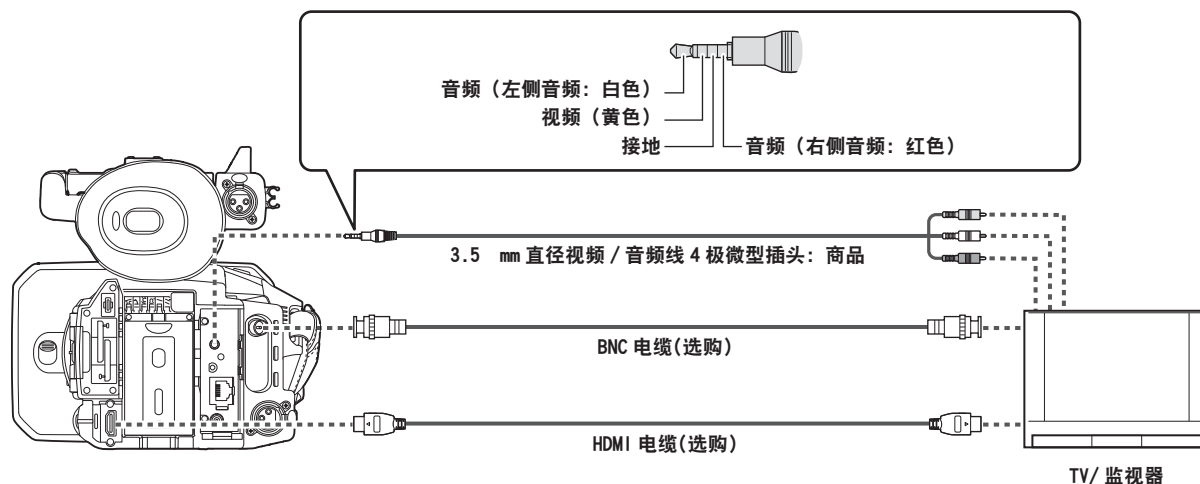 音频（左侧音频：白色）
视频（黄色）
接地
音频（右侧音频：红色）
3.5 mm 直径视频 / 音频线 4 极微型插头：商品
BNC 电缆(选购)
HDMI 电缆(选购)
TV/ 监视器